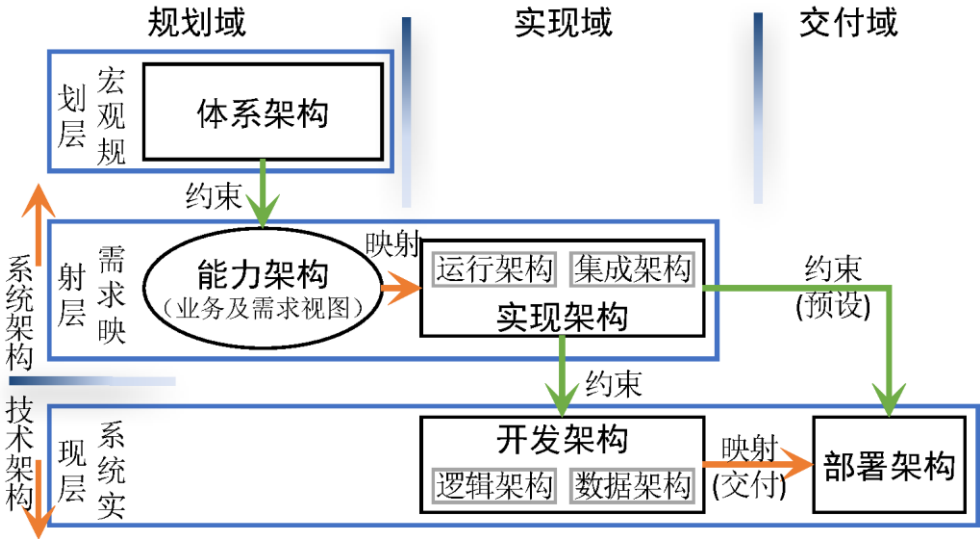 规划域
实现域
交付域
宏观规
划层
体系架构
约束
系统架构
需求映
射层
能力架构
(业务及需求视图)
映射
运行架构
集成架构
实现架构
约束
(预设)
约束
技术架构
系统实
现层
开发架构
逻辑架构
数据架构
映射
(交付)
部署架构